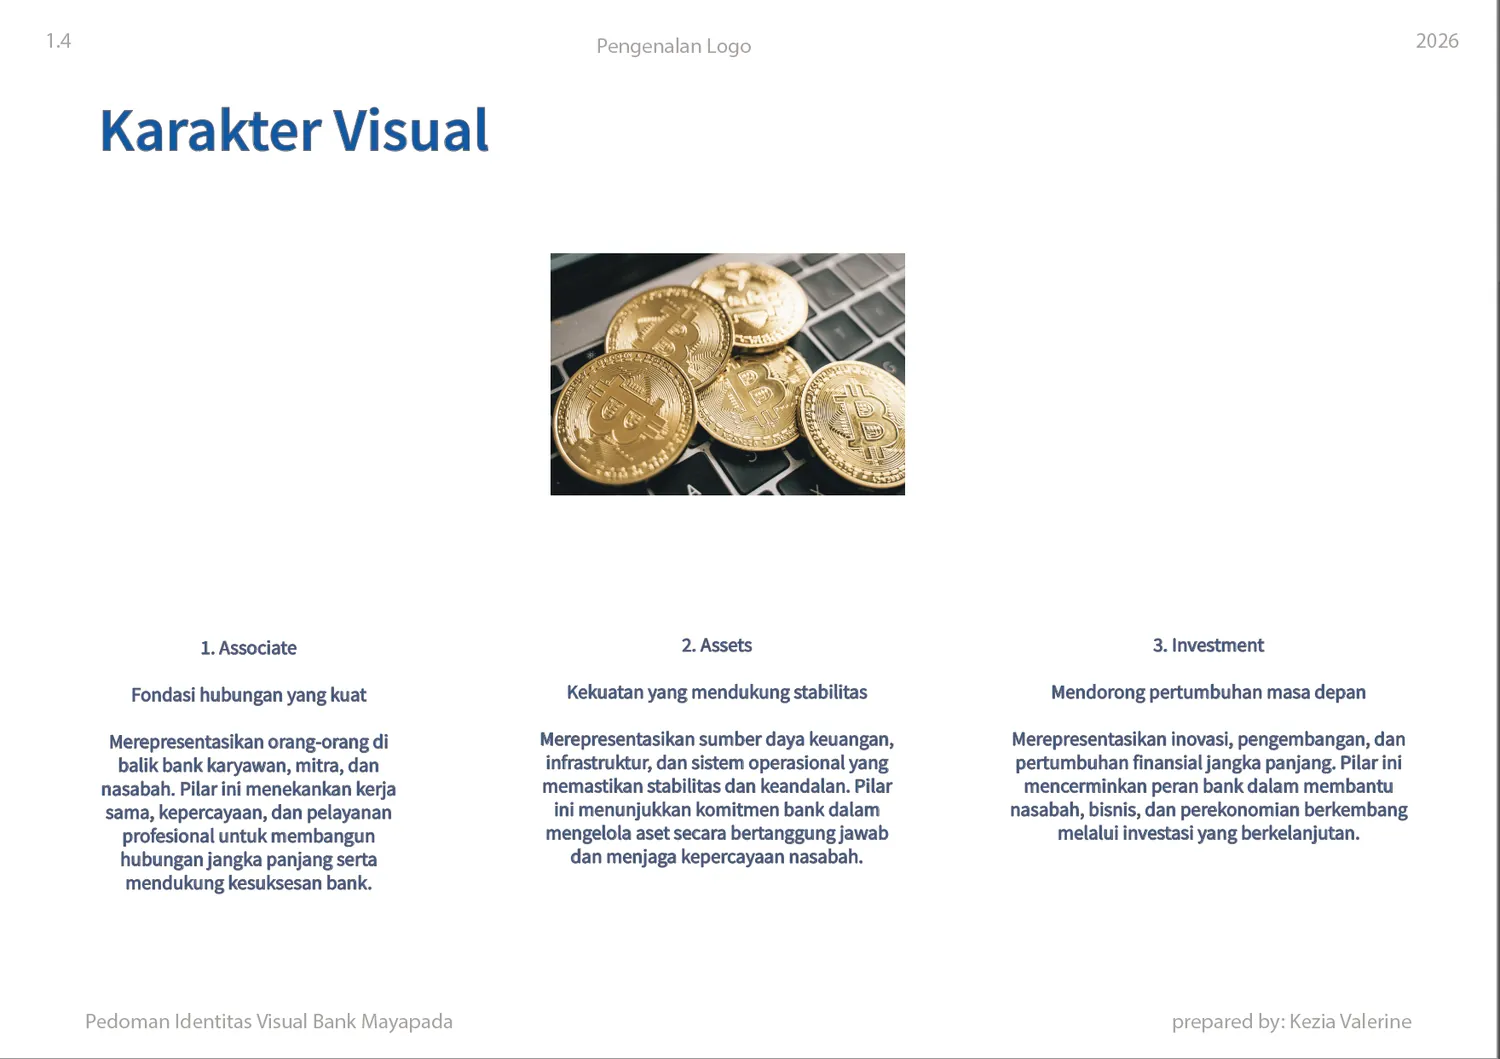 1.4
Pengenalan Logo
2026
Karakter Visual
1. Associate
Fondasi hubungan yang kuat
Merepresentasikan orang-orang di
balik bank karyawan, mitra, dan
nasabah. Pilar ini menekankan kerja
sama, kepercayaan, dan pelayanan
profesional untuk membangun
hubungan jangka panjang serta
mendukung kesuksesan bank.
2. Assets
Kekuatan yang mendukung stabilitas
Merepresentasikan sumber daya keuangan,
infrastruktur, dan sistem operasional yang
memastikan stabilitas dan keandalan. Pilar
ini menunjukkan komitmen bank dalam
mengelola aset secara bertanggung jawab
dan menjaga kepercayaan nasabah.
3. Investment
Mendorong pertumbuhan masa depan
Merepresentasikan inovasi, pengembangan, dan
pertumbuhan finansial jangka panjang. Pilar ini
mencerminkan peran bank dalam membantu
nasabah, bisnis, dan perekonomian berkembang
melalui investasi yang berkelanjutan.
Pedoman Identitas Visual Bank Mayapada
prepared by: Kezia Valerine